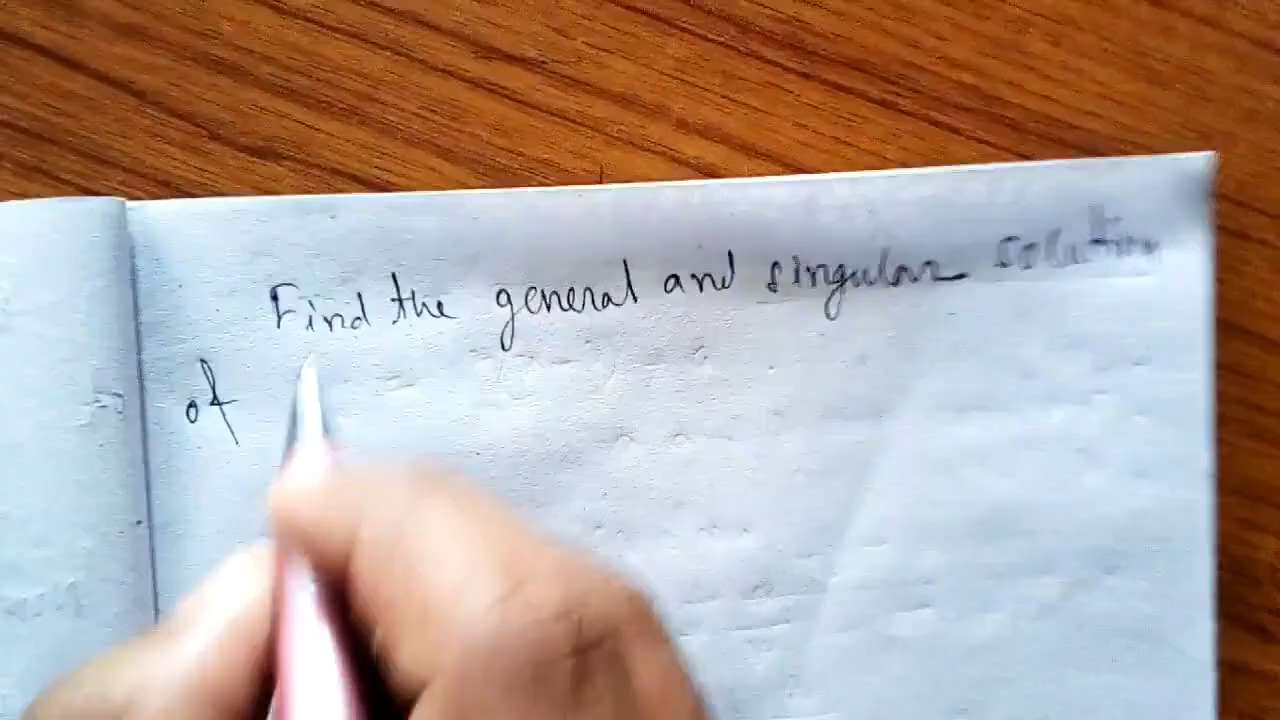 Find the general and singular solution
of